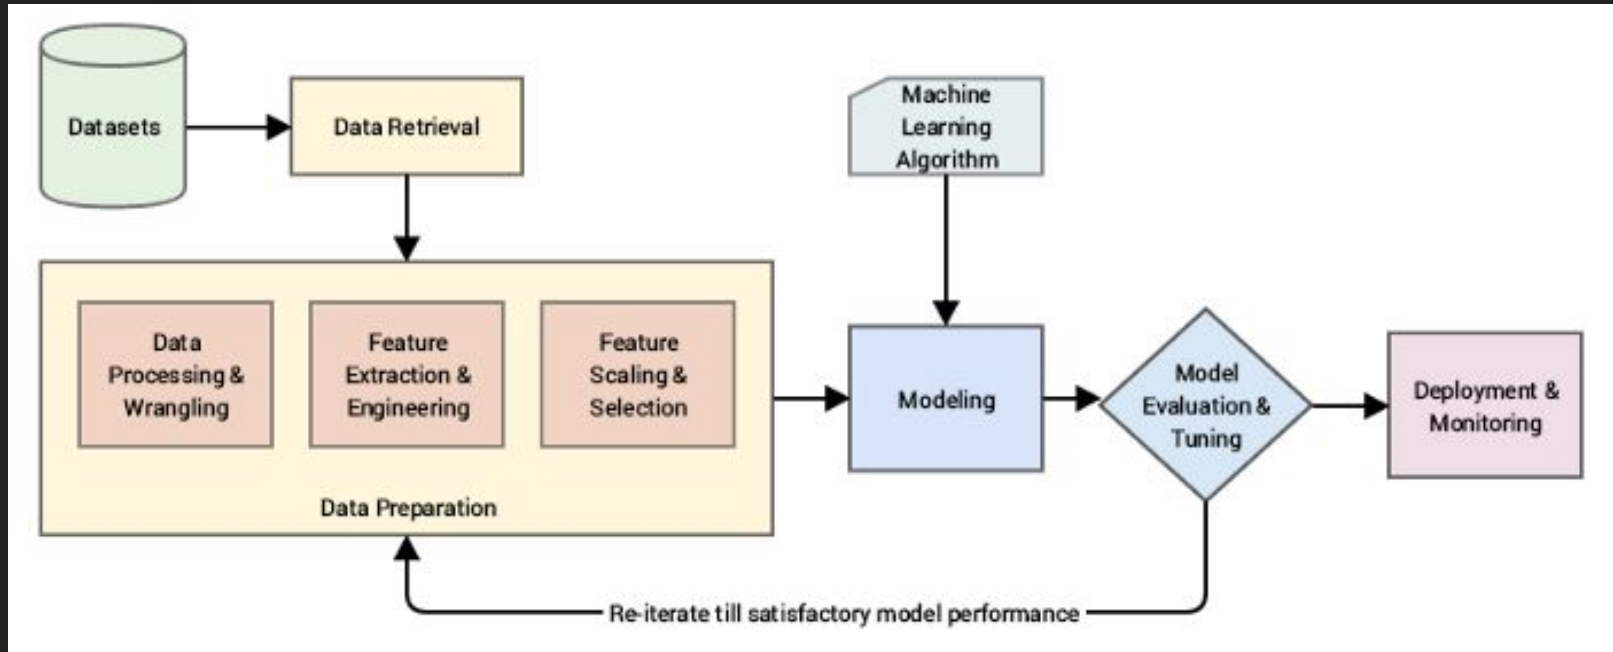 Datasets
Data Retrieval
Machine
Learning
Algorithm
Data
Processing &
Wrangling
Feature
Extraction &
Engineering
Feature
Scaling &
Selection
Data Preparation
Modeling
Model
Evaluation &
Tuning
Deployment &
Monitoring
Re-iterate till satisfactory model performance